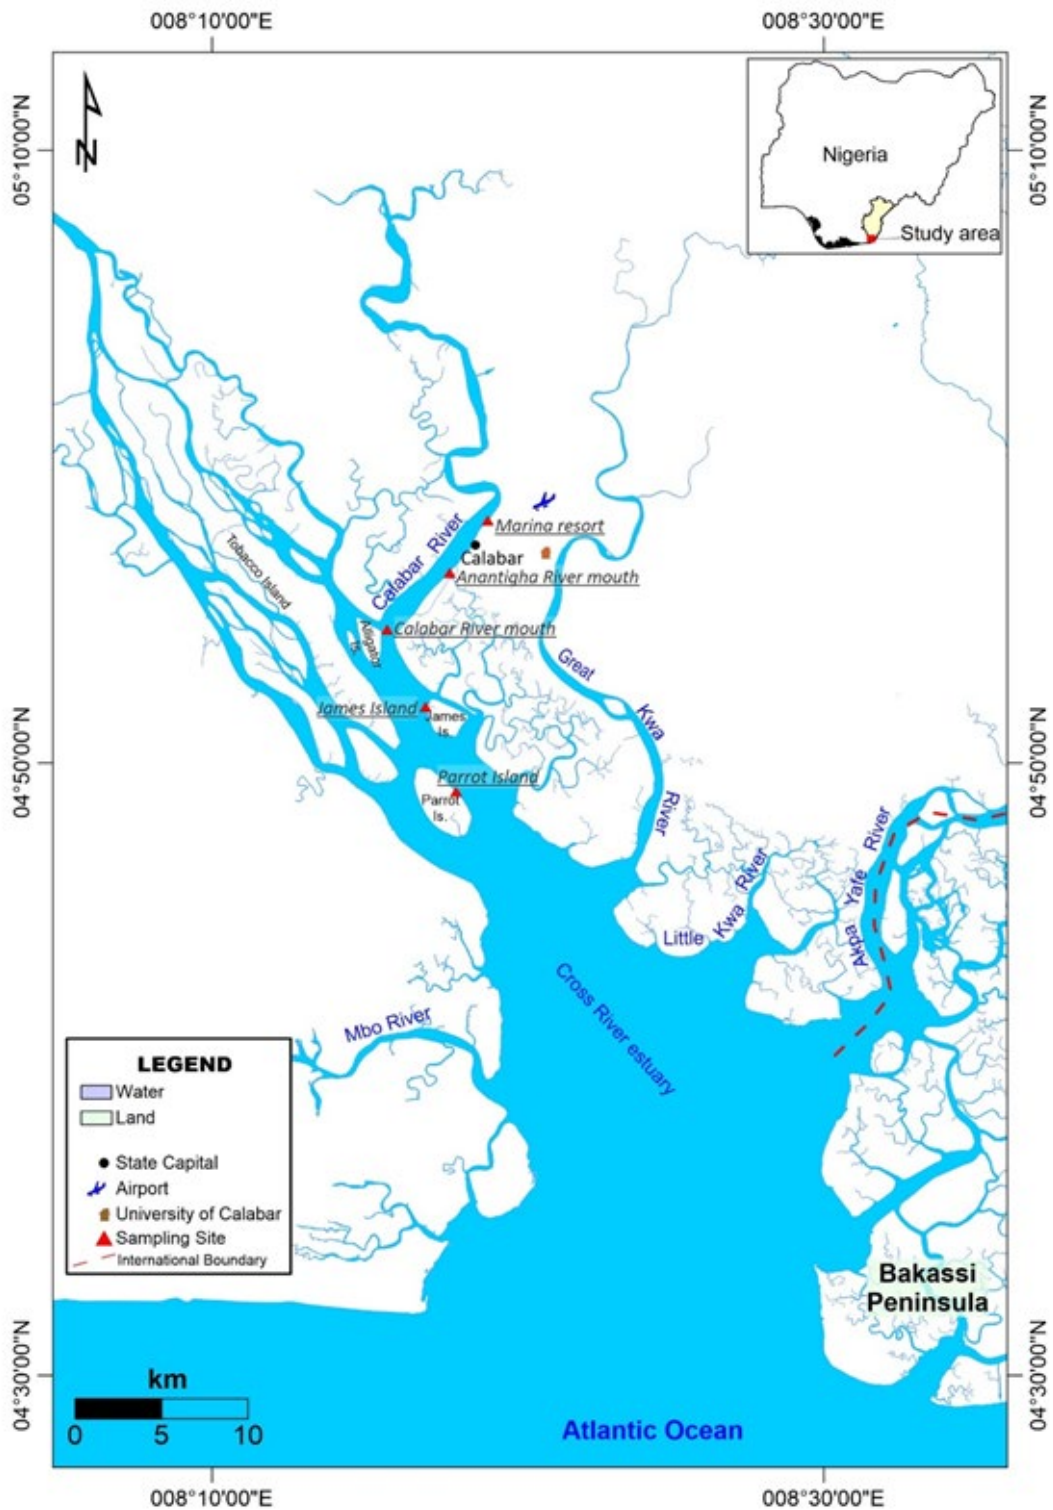 008°10'00"E
008°30'00"E
05°10'00"N
05°10'00"N
N
Nigeria
Study area
Marina resort
Calabar River
Calabar
Anantigha River mouth
Tobacco Island
Calabar River mouth
Alligator
Is.
Great
Kwa
River
James Island
James
Is.
04°50'00"N
04°50'00"N
Parrot Island
Parrot
Is.
Akpa Yafe River
Little Kwa River
Cross River estuary
Mbo River
LEGEND
Water
Land
State Capital
Airport
University of Calabar
Sampling Site
International Boundary
Bakassi
Peninsula
04°30'00"N
04°30'00"N
km
0 5 10
Atlantic Ocean
008°10'00"E
008°30'00"E